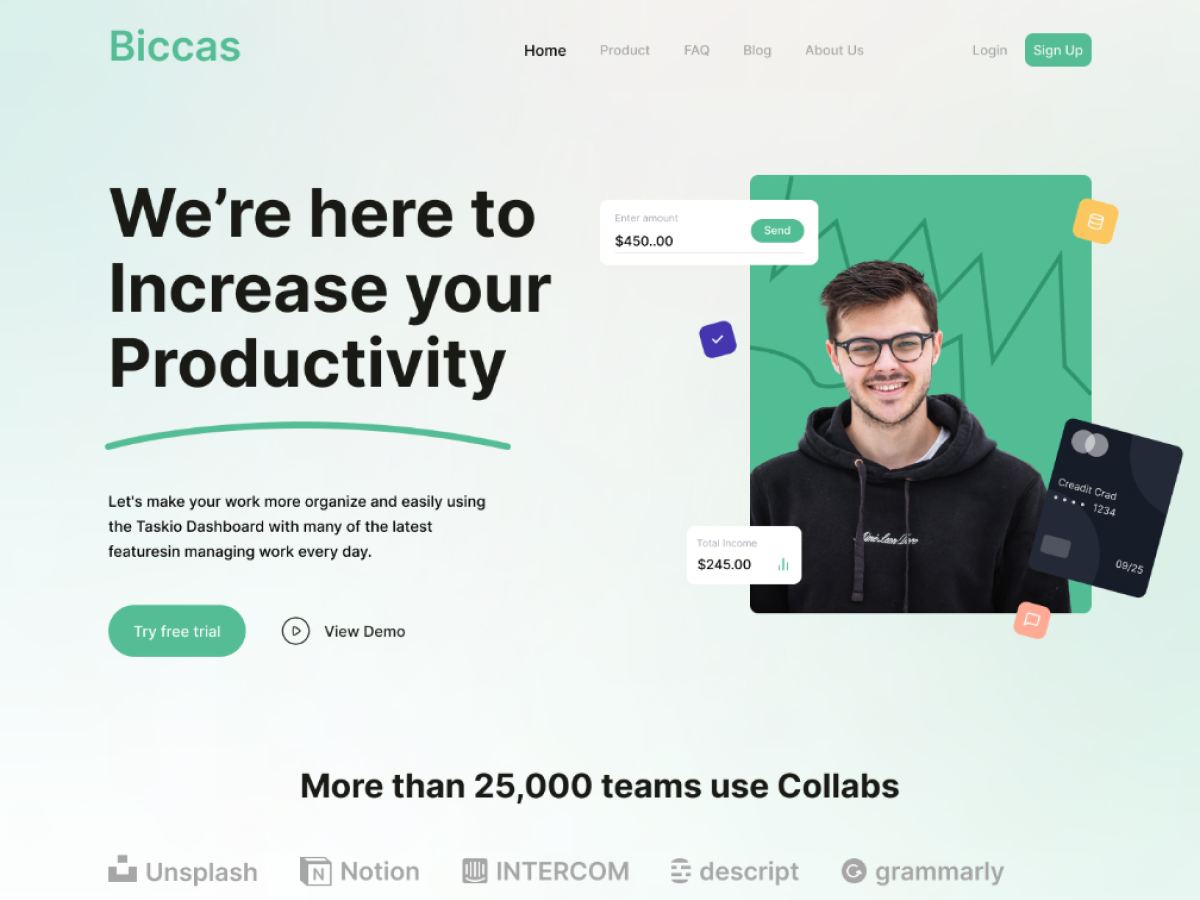 Biccas
Home Product FAQ Blog About Us Login Sign Up
We’re here to
Increase your
Productivity
Let's make your work more organize and easily using
the Taskio Dashboard with many of the latest
featuresin managing work every day.
Try free trial
View Demo
Enter amount
$450..00
Send
Creadit Crad
1234
09/25
Total Income
$245.00
More than 25,000 teams use Collabs
Unsplash Notion INTERCOM descript grammarly